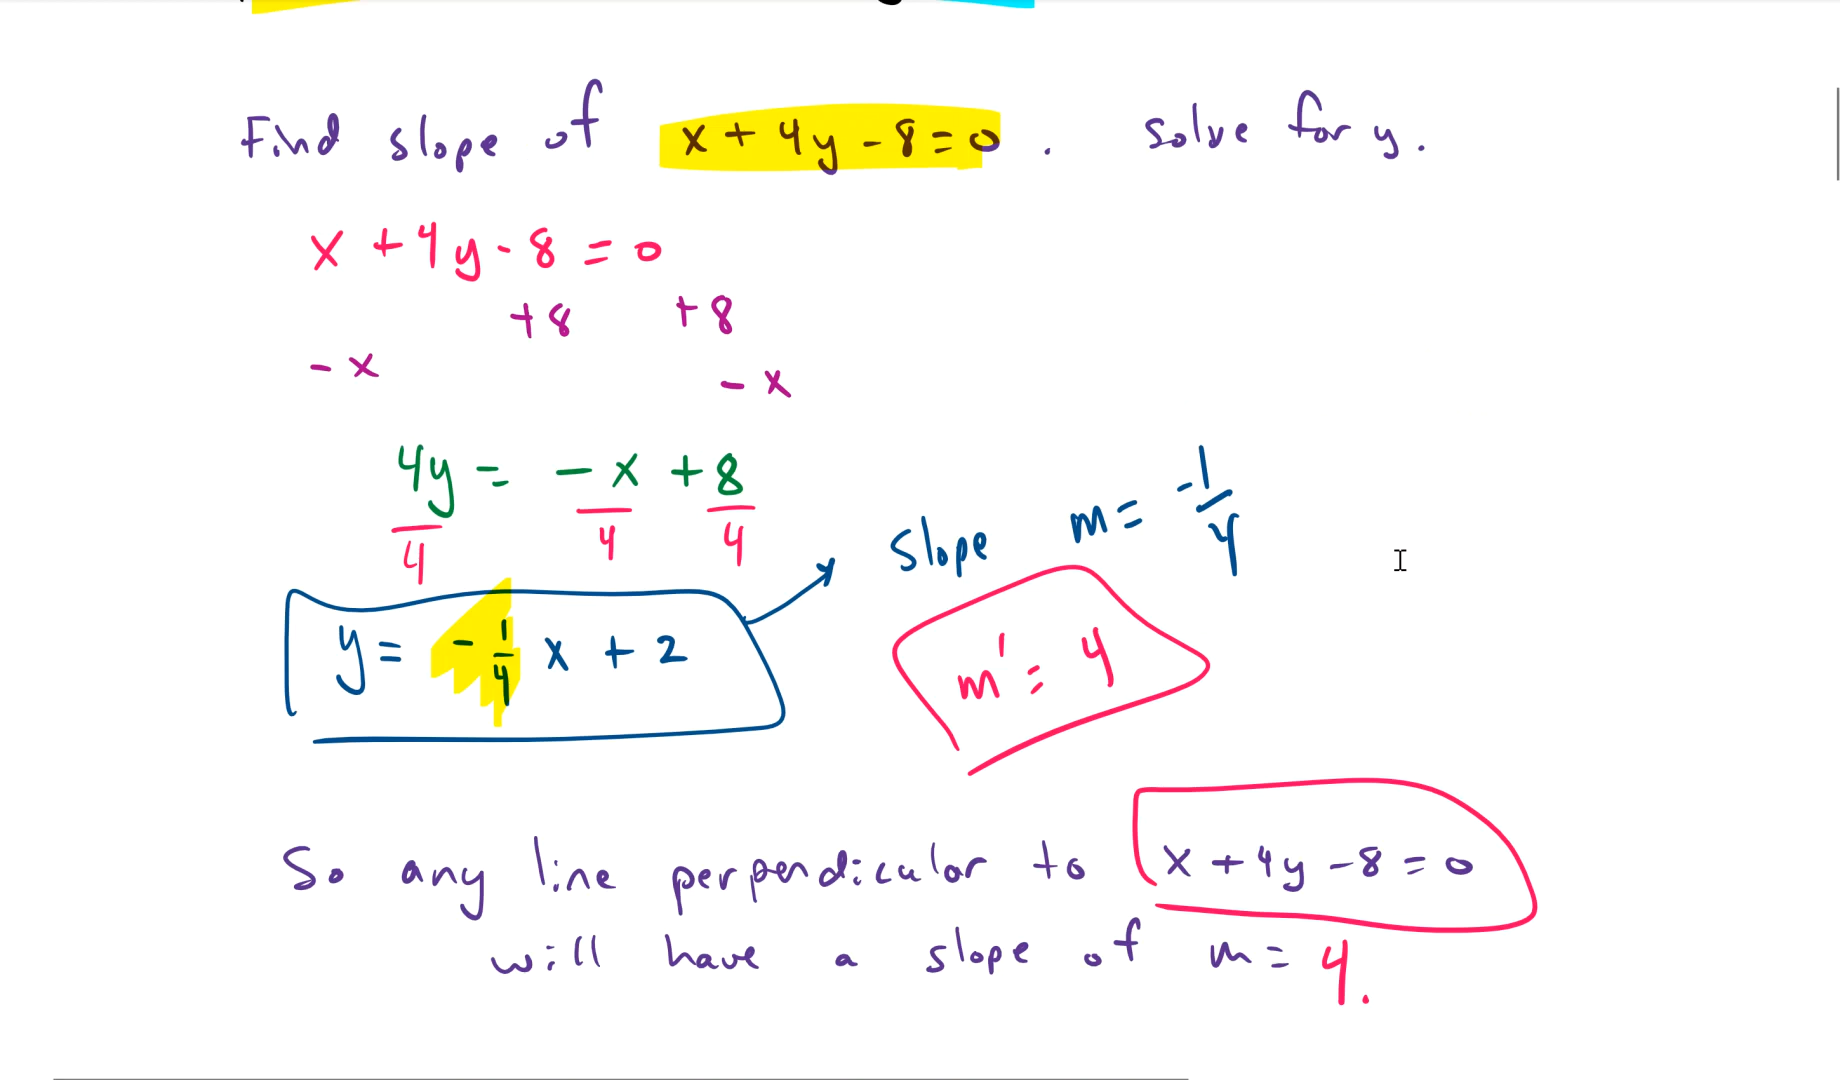 Find slope of x + 4y - 8 = 0 . Solve for y.
x + 4y - 8 = 0
+8 +8
- x - x
4y = - x + 8
4 4 4
slope m = -1/4
y = - 1/4 x + 2
m' = 4
So any line perpendicular to x + 4y - 8 = 0
will have a slope of m = 4.